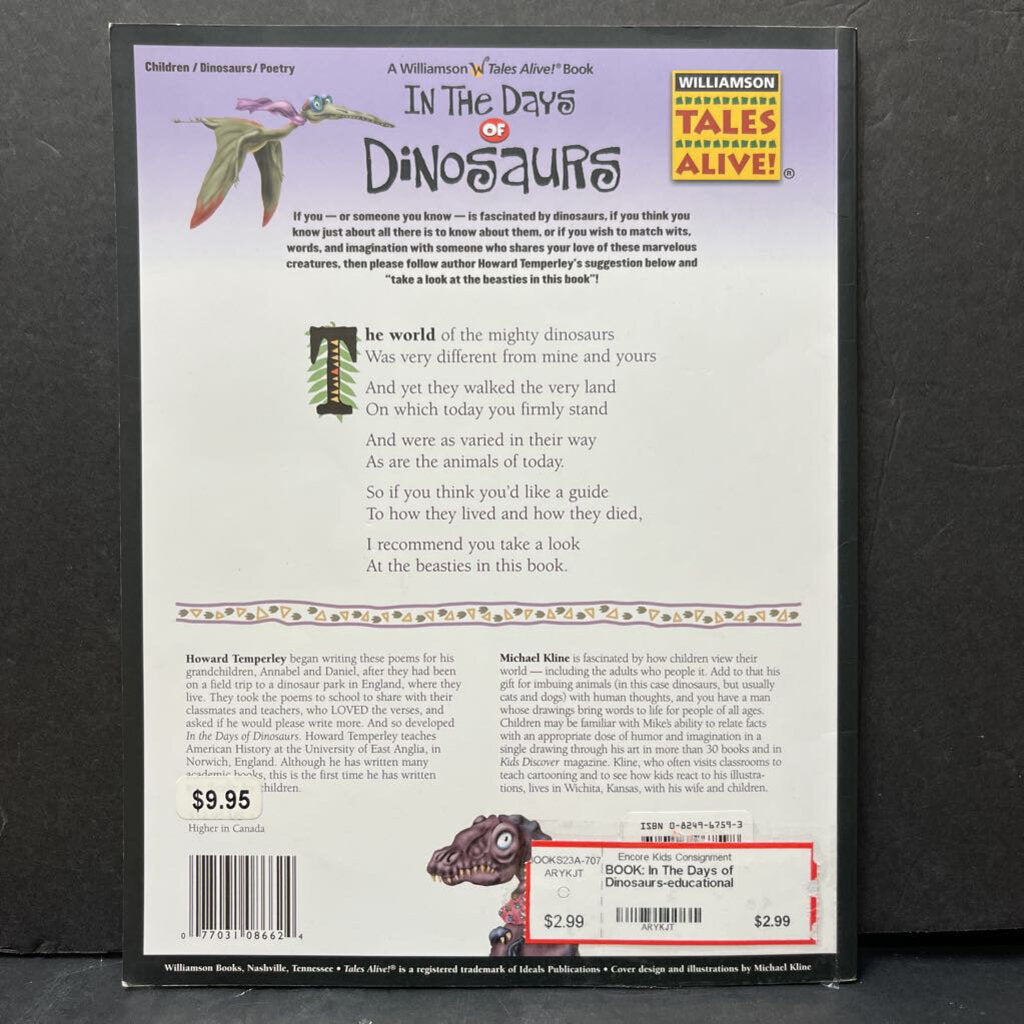 Children / Dinosaurs/ Poetry
A Williamson W Tales Alive!® Book
IN THE DAYS
OF
DINOSAURS
WILLIAMSON
TALES
ALIVE!
®
If you — or someone you know — is fascinated by dinosaurs, if you think you
know just about all there is to know about them, or if you wish to match wits,
words, and imagination with someone who shares your love of these marvelous
creatures, then please follow author Howard Temperley's suggestion below and
"take a look at the beasties in this book"!
The world of the mighty dinosaurs
Was very different from mine and yours
And yet they walked the very land
On which today you firmly stand
And were as varied in their way
As are the animals of today.
So if you think you'd like a guide
To how they lived and how they died,
I recommend you take a look
At the beasties in this book.
Howard Temperley began writing these poems for his
grandchildren, Annabel and Daniel, after they had been
on a field trip to a dinosaur park in England, where they
live. They took the poems to school to share with their
classmates and teachers, who LOVED the verses, and
asked if he would please write more. And so developed
In the Days of Dinosaurs. Howard Temperley teaches
American History at the University of East Anglia, in
Norwich, England. Although he has written many
academic books, this is the first time he has written
children.
$9.95
Higher in Canada
0 77031 08662 4
Michael Kline is fascinated by how children view their
world — including the adults who people it. Add to that his
gift for imbuing animals (in this case dinosaurs, but usually
cats and dogs) with human thoughts, and you have a man
whose drawings bring words to life for people of all ages.
Children may be familiar with Mike's ability to relate facts
with an appropriate dose of humor and imagination in a
single drawing through his art in more than 30 books and in
Kids Discover magazine. Kline, who often visits classrooms to
teach cartooning and to see how kids react to his illustra-
tions, lives in Wichita, Kansas, with his wife and children.
ISBN 0-8249-6759-3
OOKS23A-707
ARYKJT
$2.99
Encore Kids Consignment
BOOK: In The Days of
Dinosaurs-educational
ARYKJT
$2.99
Williamson Books, Nashville, Tennessee • Tales Alive!® is a registered trademark of Ideals Publications • Cover design and illustrations by Michael Kline